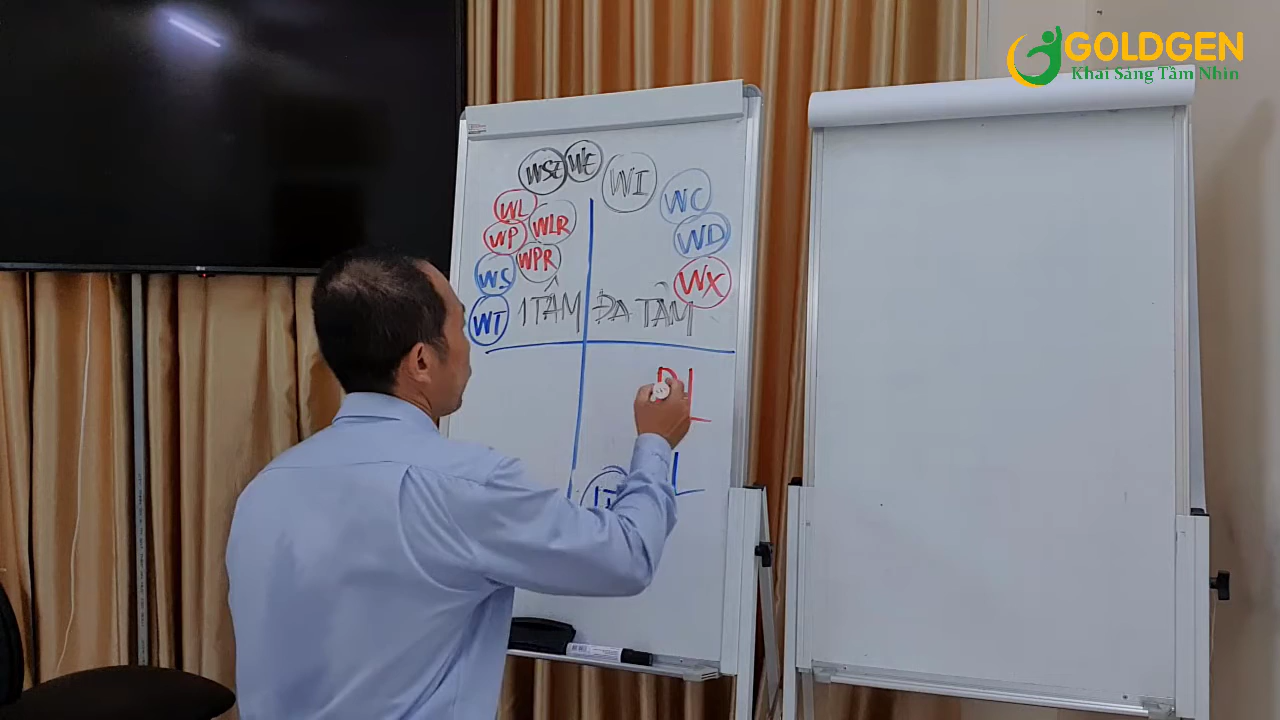 GOLDGEN
Khai Sáng Tầm Nhìn
WSE WE WI
WL WLR WC
WP WD
WS WPR WX
WT 1 TÂM ĐA TÂM